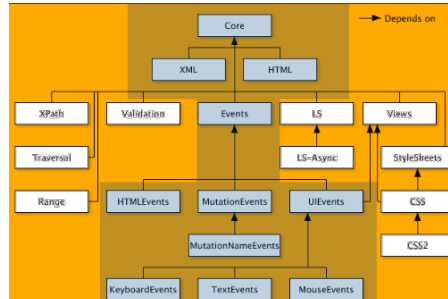 Core
Depends on
XML
HTML
XPath
Validation
Events
LS
Views
Traversal
LS-Async
StyleSheets
Range
HTMLEvents
MutationEvents
UIEvents
CSS
MutationNameEvents
CSS2
KeyboardEvents
TextEvents
MouseEvents